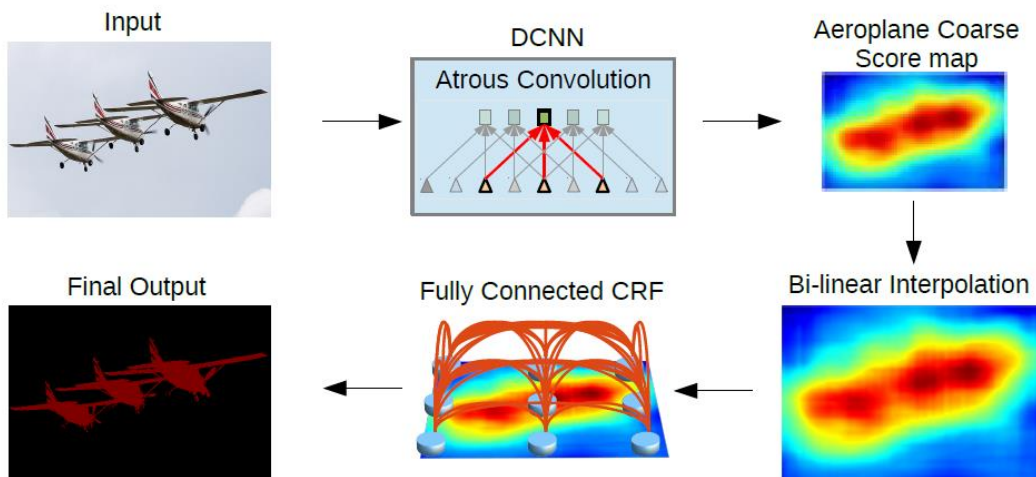 Input
DCNN
Atrous Convolution
Aeroplane Coarse
Score map
Bi-linear Interpolation
Fully Connected CRF
Final Output